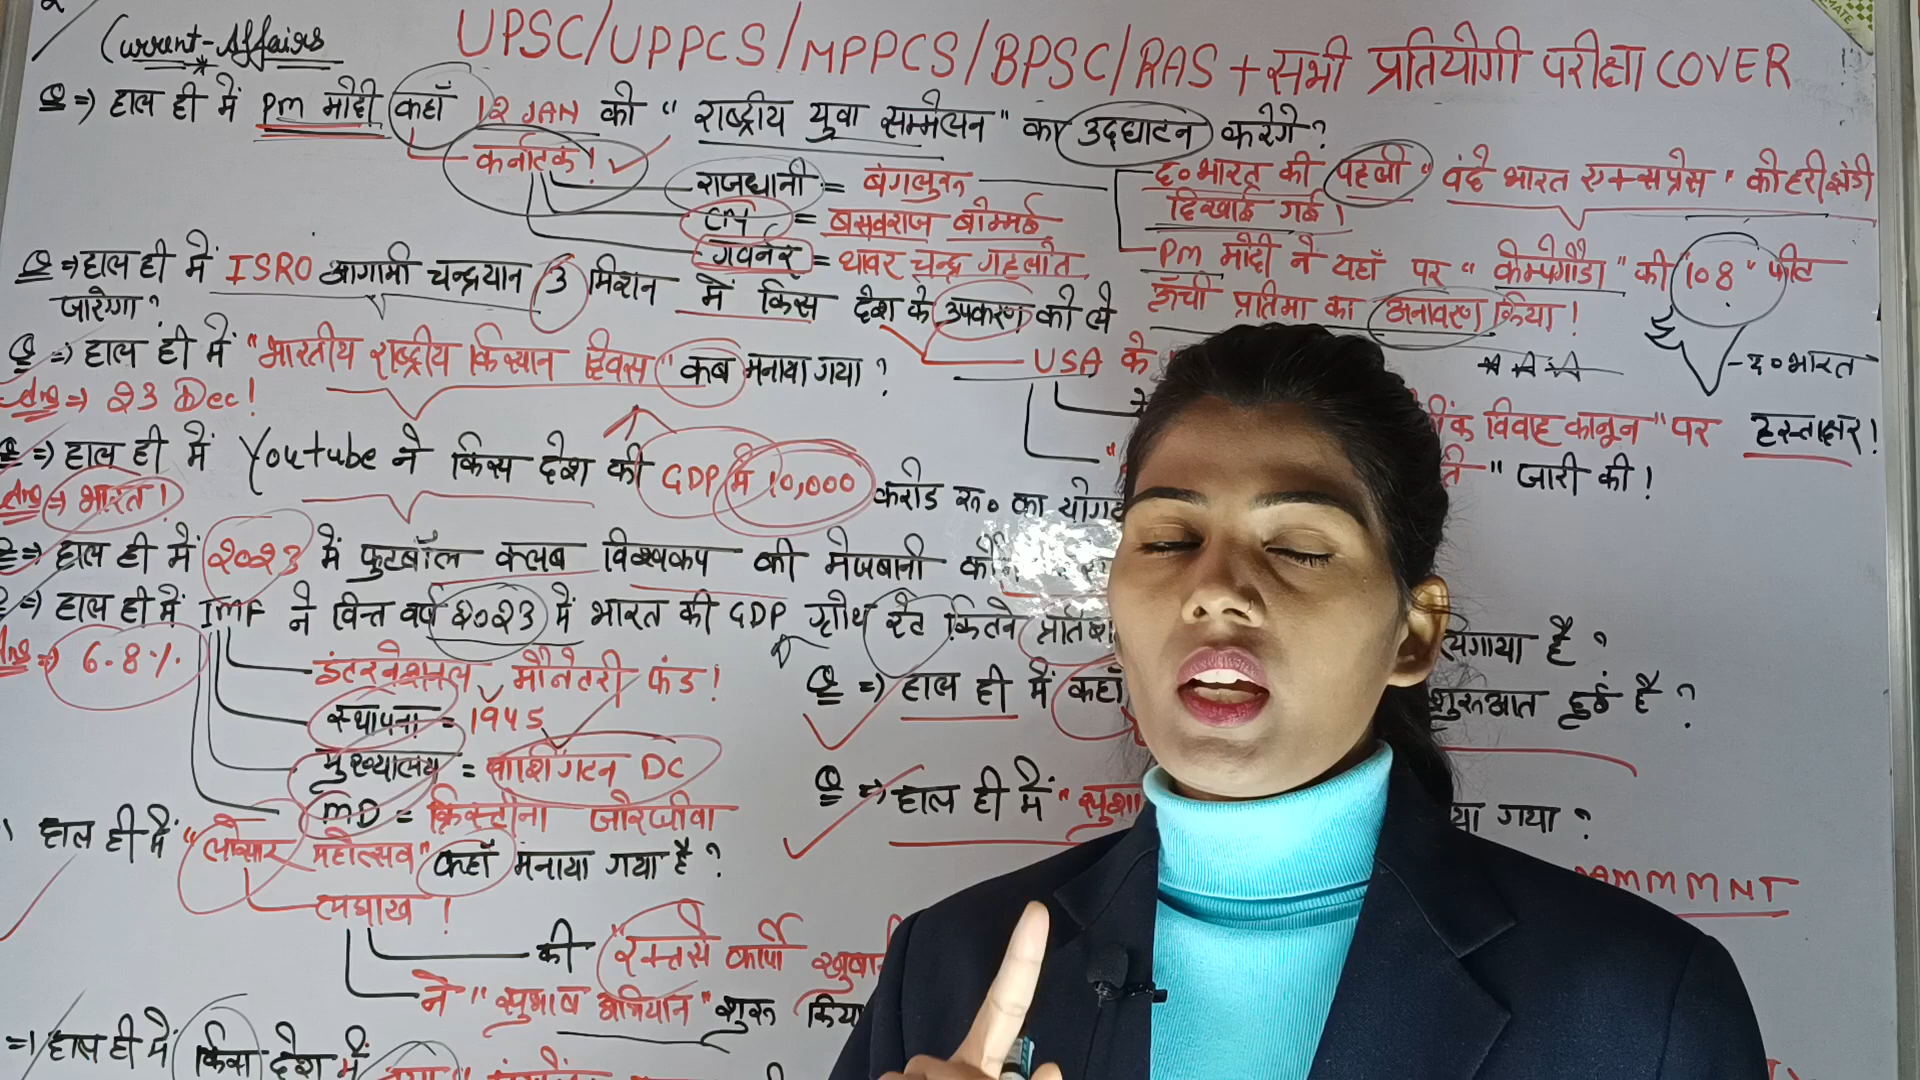 Current-Affairs
UPSC/UPPCS/MPPCS/BPSC/RAS + सभी प्रतियोगी परीक्षा COVER
Q ⇒ हाल ही में PM मोदी कहाँ 12 JAN को "राष्ट्रीय युवा सम्मेलन" का उद्घाटन करेंगे?
कर्नाटक! ✓
राजधानी = बंगलुरू
CM = बसवराज बोम्मई
गवर्नर = थावर चन्द्र गहलोत
द० भारत की पहली "वंदे भारत एक्सप्रेस" को हरी झंडी
दिखाई गई।
PM मोदी ने यहाँ पर "केम्पेगौडा" की 108 "फीट
ऊँची प्रतिमा का अनावरण किया!
द० भारत
Q ⇒ हाल ही में ISRO आगामी चन्द्रयान 3 मिशन में किस देश के उपकरण को ले
जारेगा?
USA के
Q ⇒ हाल ही में "भारतीय राष्ट्रीय किसान दिवस" कब मनाया गया?
Ans ⇒ 23 Dec!
विवाह कानून" पर हस्ताक्षर!
" जारी की!
Q ⇒ हाल ही में Youtube ने किस देश की GDP में 10,000 करोड रू० का
Ans ⇒ भारत!
⇒ हाल ही में 2023 में फुटबॉल क्लब विश्वकप की मेजबानी
⇒ हाल ही में IMF ने वित्त वर्ष 2023 में भारत की GDP ग्रोथ रेट कितने
लगाया है?
Ans ⇒ 6.8%
इंटरनेशनल मौनेटरी फंड!
स्थापना = 1945
मुख्यालय = वाशिंगटन DC
MD = क्रिस्टीना जोरजीवा
Q ⇒ हाल ही में कहाँ
शुरूआत हुई है?
Q ⇒ हाल ही में "सुशा
या गया?
हाल ही में "लोसार महोत्सव" कहाँ मनाया गया है?
लद्दाख!
की "रक्तसे कार्पो
ने "सुभाष अभियान" शुरू किया
⇒ हाल ही में किस देश में